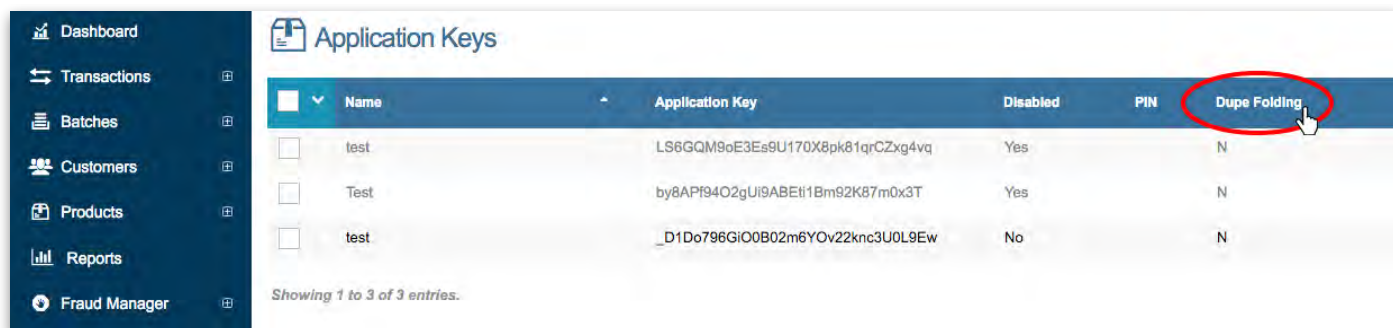 Dashboard
Transactions
Batches
Customers
Products
Reports
Fraud Manager
Application Keys
Name Application Key Disabled PIN Dupe Folding
test LS6GQM9oE3Es9U170X8pk81qrCZxg4vq Yes N
Test by8APf94O2gUi9ABEti1Bm92K87m0x3T Yes N
test _D1Do796GiO0B02m6YOv22knc3U0L9Ew No N
Showing 1 to 3 of 3 entries.